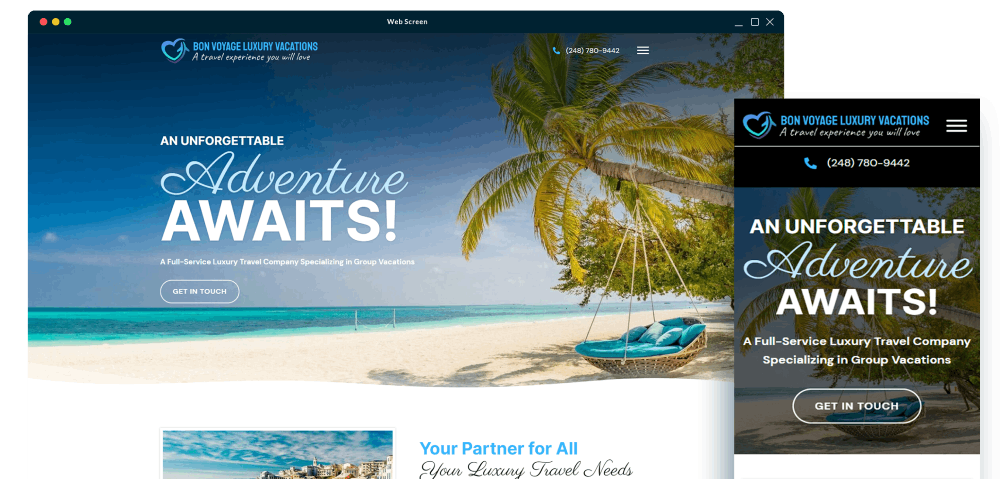 Web Screen
BON VOYAGE LUXURY VACATIONS
A travel experience you will love
(248) 780-9442
AN UNFORGETTABLE
Adventure
AWAITS!
A Full-Service Luxury Travel Company Specializing in Group Vacations
GET IN TOUCH
Your Partner for All
Your Luxury Travel Needs
BON VOYAGE LUXURY VACATIONS
A travel experience you will love
(248) 780-9442
AN UNFORGETTABLE
Adventure
AWAITS!
A Full-Service Luxury Travel Company
Specializing in Group Vacations
GET IN TOUCH